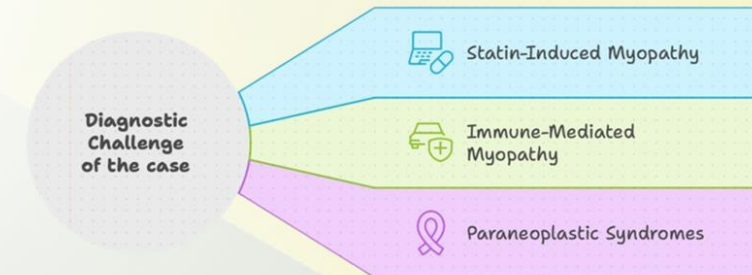 Diagnostic
Challenge
of the case
Statin-Induced Myopathy
Immune-Mediated
Myopathy
Paraneoplastic Syndromes